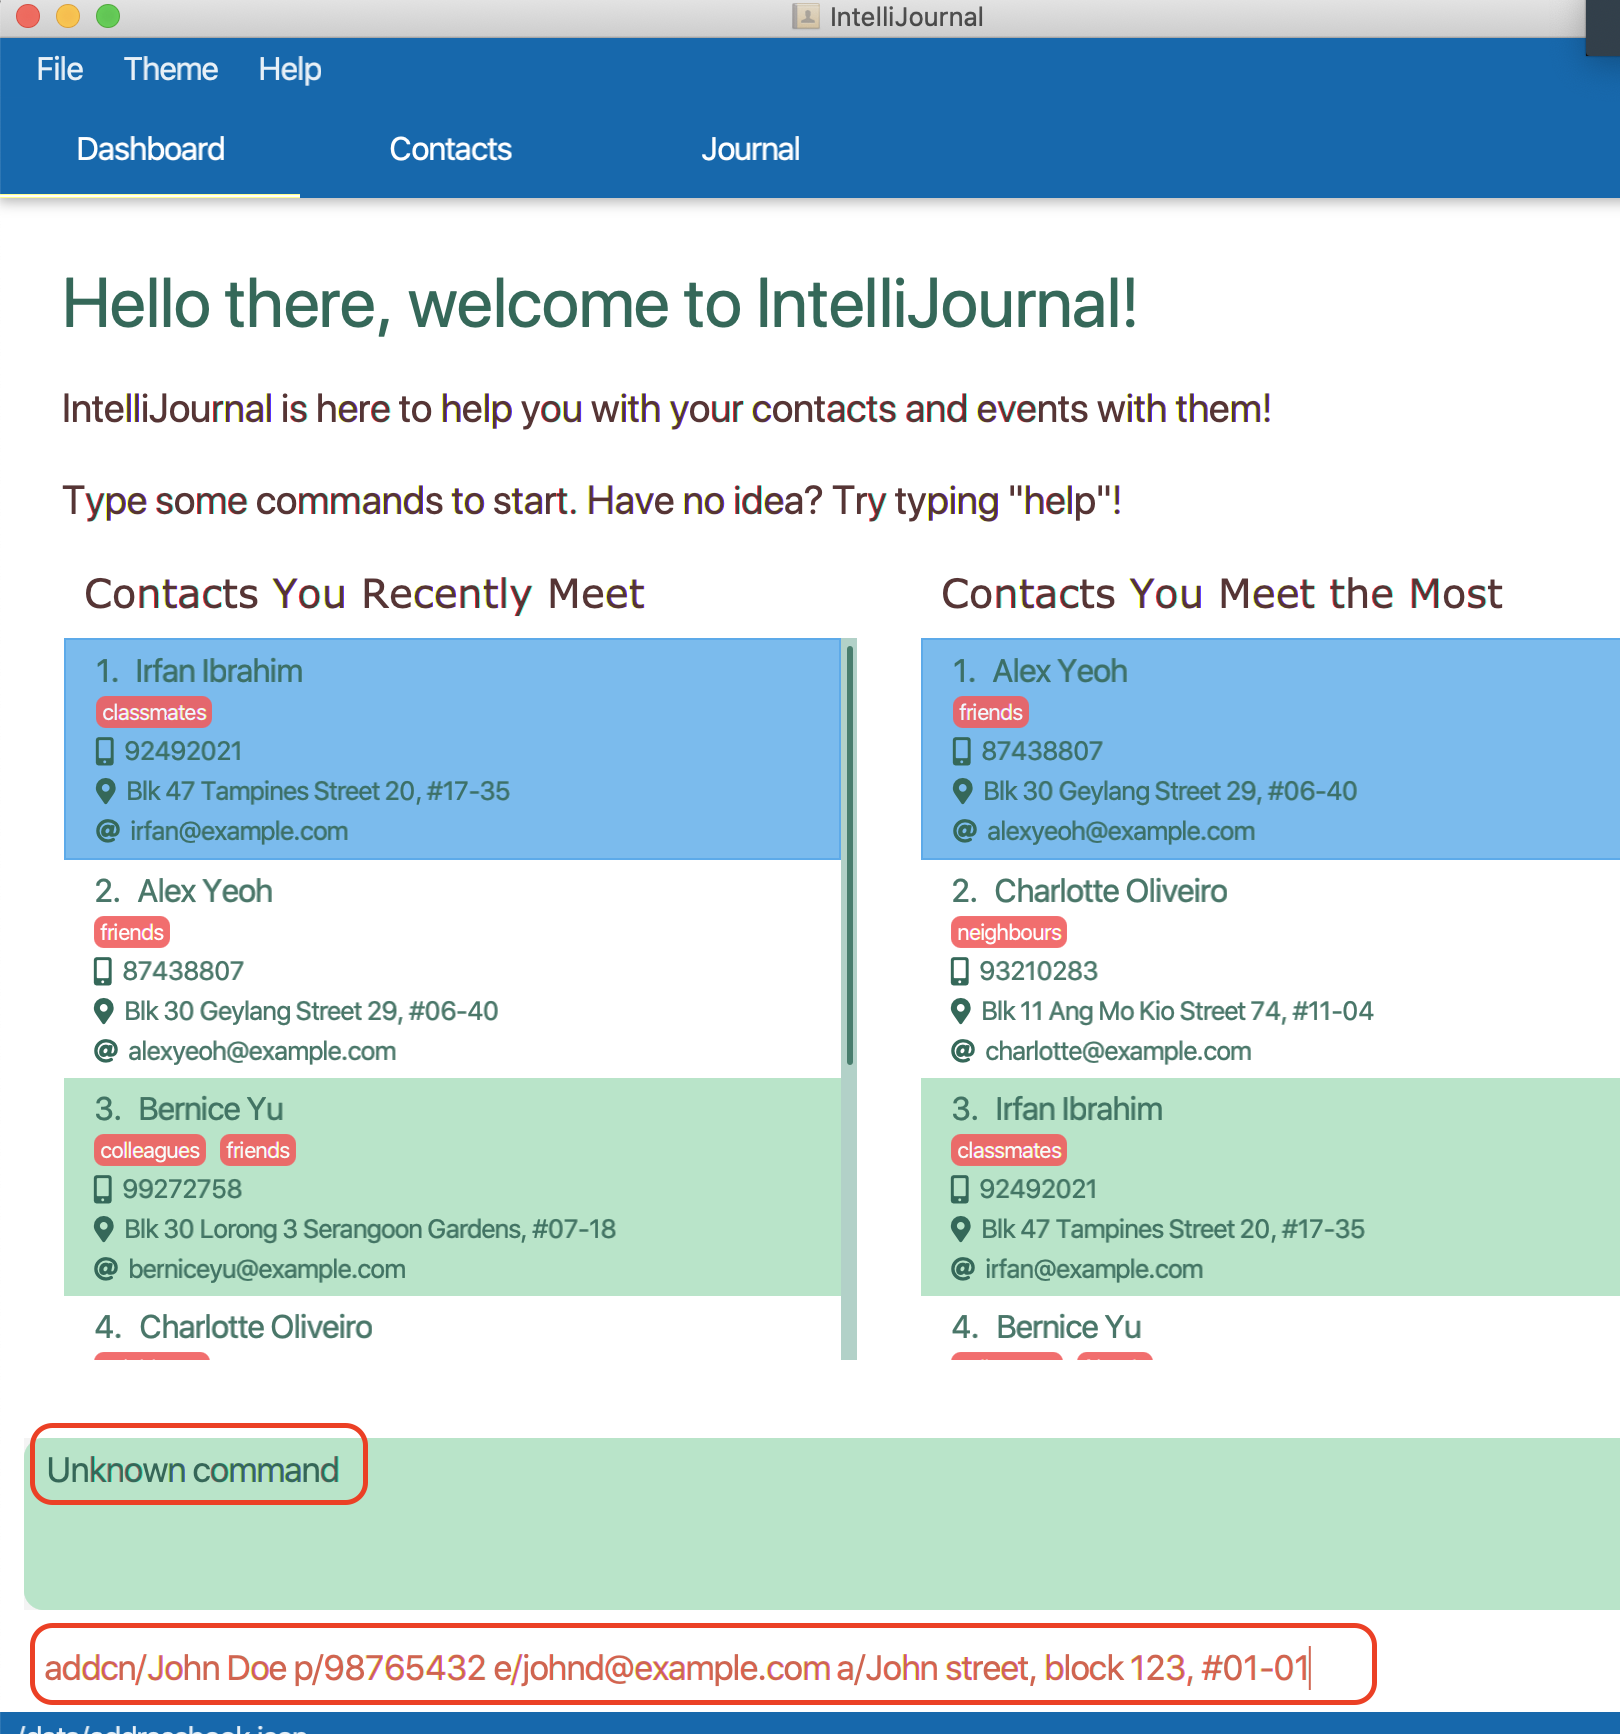 IntelliJournal
File Theme Help
Dashboard Contacts Journal
Hello there, welcome to IntelliJournal!
IntelliJournal is here to help you with your contacts and events with them!
Type some commands to start. Have no idea? Try typing "help"!
Contacts You Recently Meet
1. Irfan Ibrahim
classmates
92492021
Blk 47 Tampines Street 20, #17-35
irfan@example.com
2. Alex Yeoh
friends
87438807
Blk 30 Geylang Street 29, #06-40
alexyeoh@example.com
3. Bernice Yu
colleagues friends
99272758
Blk 30 Lorong 3 Serangoon Gardens, #07-18
berniceyu@example.com
4. Charlotte Oliveiro
Contacts You Meet the Most
1. Alex Yeoh
friends
87438807
Blk 30 Geylang Street 29, #06-40
alexyeoh@example.com
2. Charlotte Oliveiro
neighbours
93210283
Blk 11 Ang Mo Kio Street 74, #11-04
charlotte@example.com
3. Irfan Ibrahim
classmates
92492021
Blk 47 Tampines Street 20, #17-35
irfan@example.com
4. Bernice Yu
Unknown command
addcn/John Doe p/98765432 e/johnd@example.com a/John street, block 123, #01-01
/data/addressbook.json